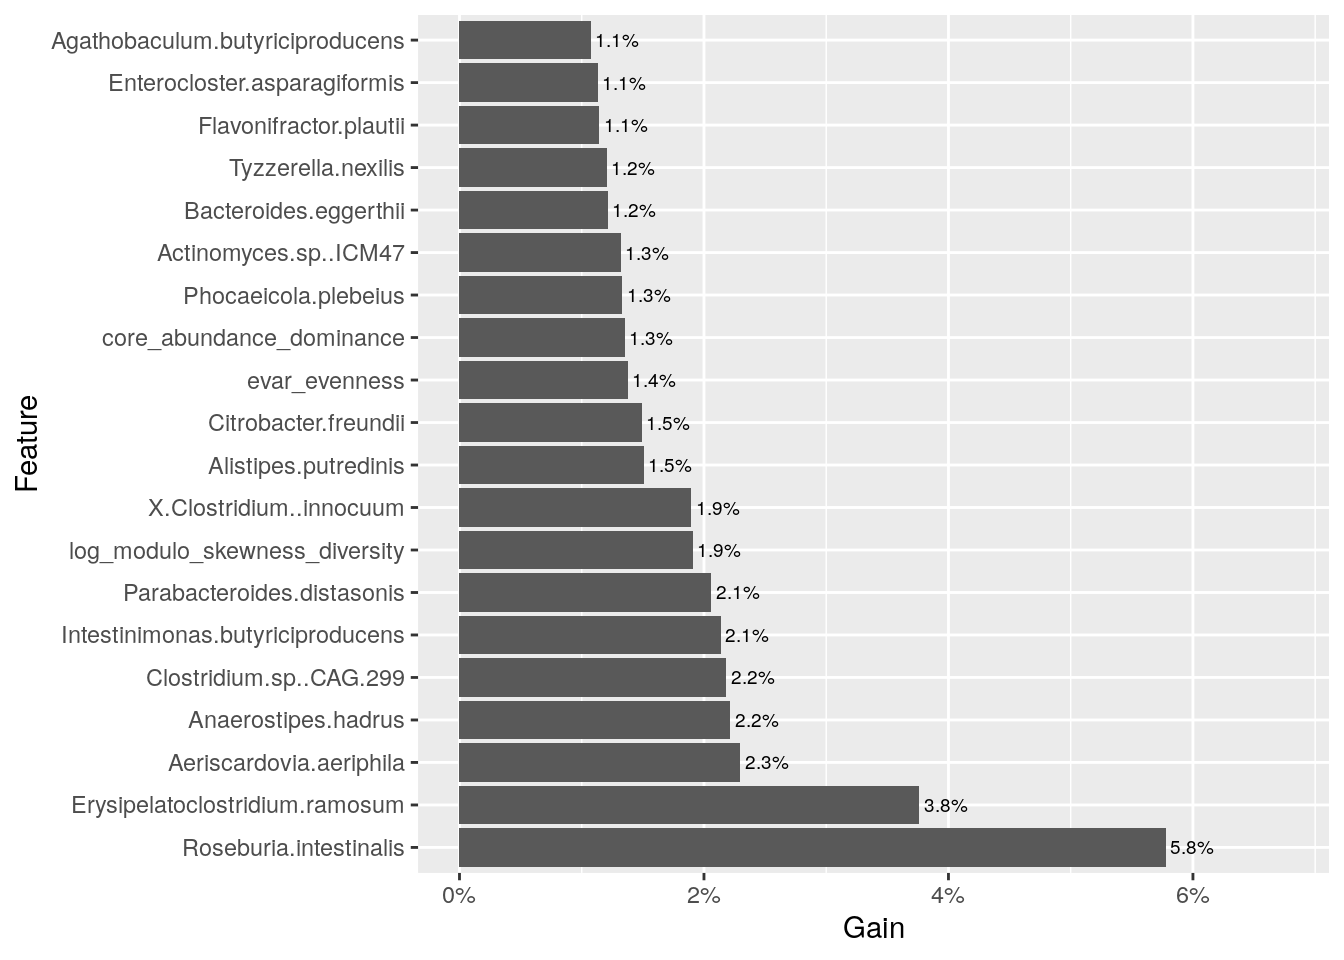 Agathobaculum.butyriciproducens 1.1%
Enterocloster.asparagiformis 1.1%
Flavonifractor.plautii 1.1%
Tyzzerella.nexilis 1.2%
Bacteroides.eggerthii 1.2%
Actinomyces.sp..ICM47 1.3%
Phocaeicola.plebeius 1.3%
core_abundance_dominance 1.3%
evar_evenness 1.4%
Citrobacter.freundii 1.5%
Alistipes.putredinis 1.5%
X.Clostridium..innocuum 1.9%
log_modulo_skewness_diversity 1.9%
Parabacteroides.distasonis 2.1%
Intestinimonas.butyriciproducens 2.1%
Clostridium.sp..CAG.299 2.2%
Anaerostipes.hadrus 2.2%
Aeriscardovia.aeriphila 2.3%
Erysipelatoclostridium.ramosum 3.8%
Roseburia.intestinalis 5.8%
0% 2% 4% 6%
Gain
Feature